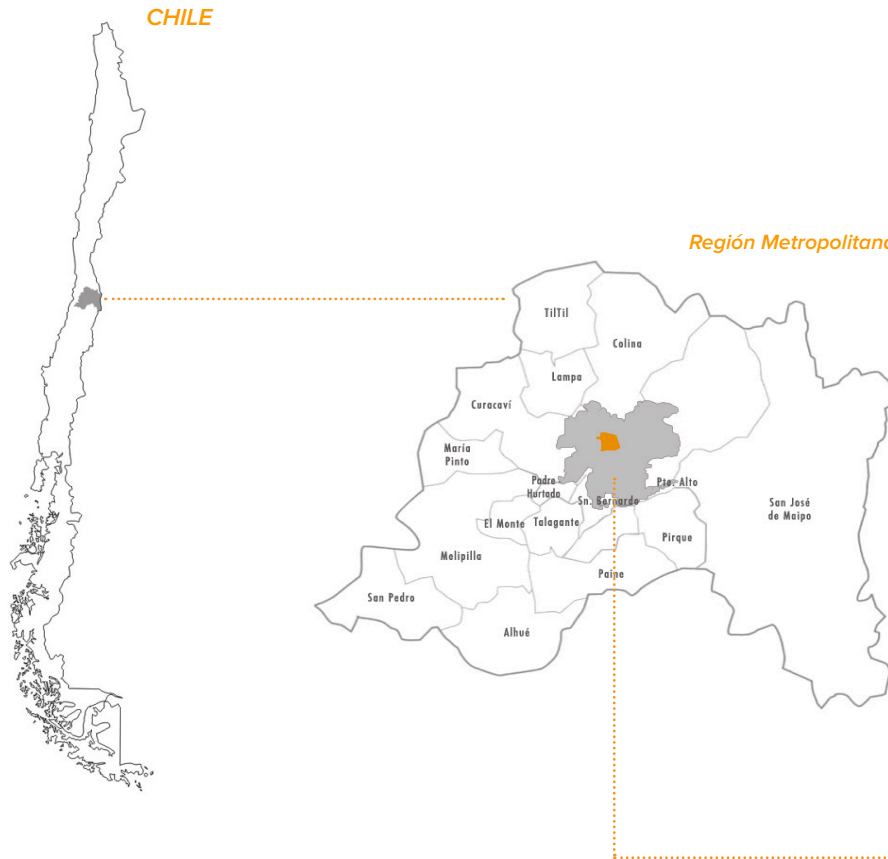 CHILE
Región Metropolitana
TilTil
Colina
Lampa
Curacaví
María
Pinto
Padre
Hurtado
Sn. Bernardo
Pte. Alto
San José
de Maipo
El Monte
Talagante
Pirque
Melipilla
Paine
San Pedro
Alhué